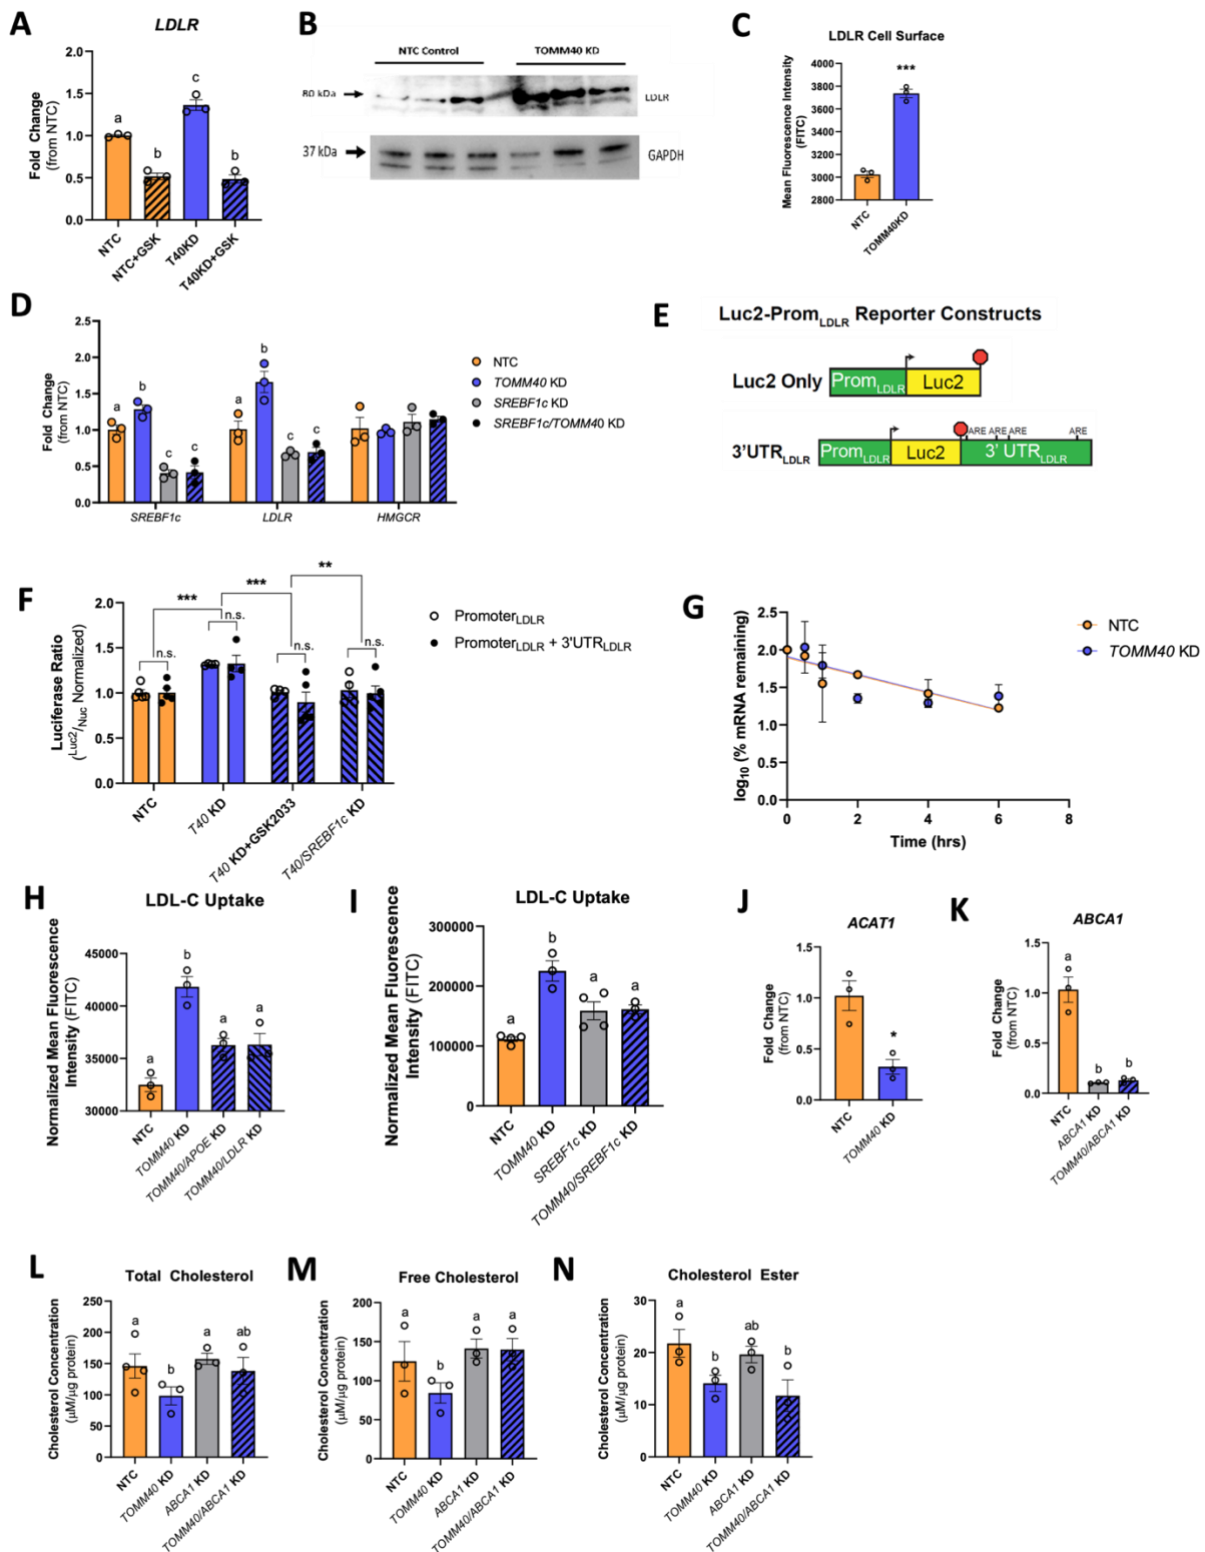 A
LDLR
Fold Change
(from NTC)
2.0
1.5
1.0
0.5
0.0
a
b
c
b
NTC
NTC+GSK
T40KD
T40KD+GSK
B
NTC Control
TOMM40 KD
80 kDa
LDLR
37 kDa
GAPDH
C
LDLR Cell Surface
Mean Fluorescence Intensity
(FITC)
4000
3800
3600
3400
3200
3000
2800
***
NTC
TOMM40KD
D
Fold Change
(from NTC)
2.5
2.0
1.5
1.0
0.5
0.0
a
b
c
c
a
b
c
c
SREBF1c
LDLR
HMGCR
NTC
TOMM40 KD
SREBF1c KD
SREBF1c/TOMM40 KD
E
Luc2-PromLDLR Reporter Constructs
Luc2 Only
PromLDLR
Luc2
3'UTRLDLR
PromLDLR
Luc2
ARE ARE ARE
ARE
3' UTRLDLR
F
Luciferase Ratio
(Luc2/Nuc Normalized)
2.0
1.5
1.0
0.5
0.0
***
***
**
n.s.
n.s.
n.s.
n.s.
NTC
T40 KD
T40 KD+GSK2033
T40/SREBF1c KD
PromoterLDLR
PromoterLDLR + 3'UTRLDLR
G
log10 (% mRNA remaining)
2.5
2.0
1.5
1.0
0.5
0.0
0
2
4
6
8
Time (hrs)
NTC
TOMM40 KD
H
LDL-C Uptake
Normalized Mean Fluorescence
Intensity (FITC)
45000
40000
35000
30000
a
b
a
a
NTC
TOMM40 KD
TOMM40/APOE KD
TOMM40/LDLR KD
I
LDL-C Uptake
Normalized Mean Fluorescence
Intensity (FITC)
300000
200000
100000
0
a
b
a
a
NTC
TOMM40 KD
SREBF1c KD
TOMM40/SREBF1c KD
J
ACAT1
Fold Change
(from NTC)
1.5
1.0
0.5
0.0
*
NTC
TOMM40 KD
K
ABCA1
Fold Change
(from NTC)
1.5
1.0
0.5
0.0
a
b
b
NTC
ABCA1 KD
TOMM40/ABCA1 KD
L
Total Cholesterol
Cholesterol Concentration
(µM/µg protein)
250
200
150
100
50
0
a
b
a
ab
NTC
TOMM40 KD
ABCA1 KD
TOMM40/ABCA1 KD
M
Free Cholesterol
Cholesterol Concentration
(µM/µg protein)
200
150
100
50
0
a
b
a
a
NTC
TOMM40 KD
ABCA1 KD
TOMM40/ABCA1 KD
N
Cholesterol Ester
Cholesterol Concentration
(µM/µg protein)
30
20
10
0
a
b
ab
b
NTC
TOMM40 KD
ABCA1 KD
TOMM40/ABCA1 KD